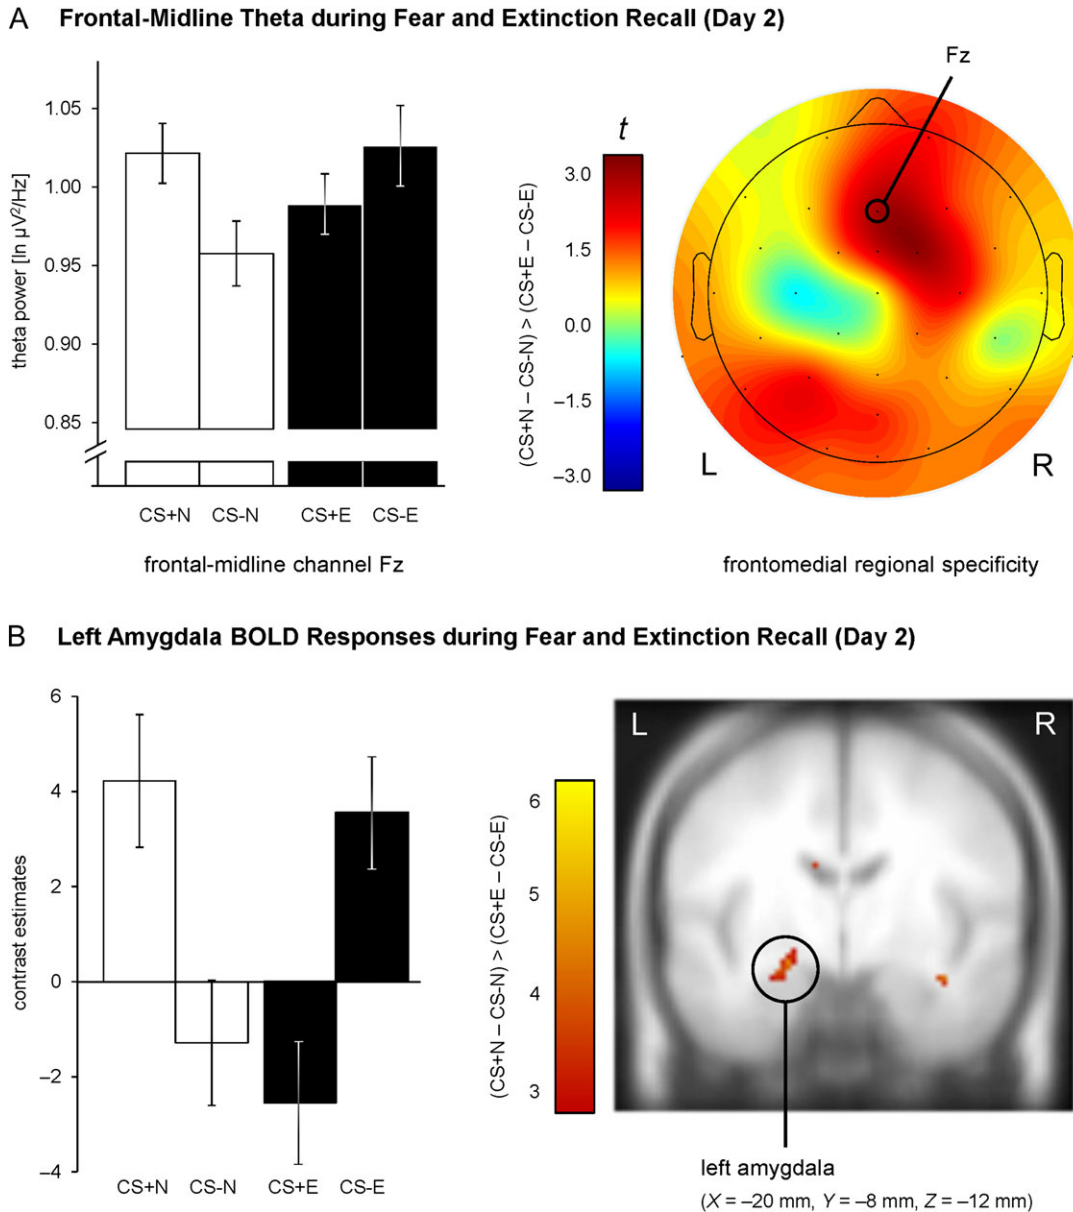 A Frontal-Midline Theta during Fear and Extinction Recall (Day 2)
theta power [ln µV²/Hz]
1.05
1.00
0.95
0.90
0.85
CS+N CS-N CS+E CS-E
frontal-midline channel Fz
(CS+N – CS-N) > (CS+E – CS-E)
t
3.0
1.5
0.0
–1.5
–3.0
Fz
L R
frontomedial regional specificity
B Left Amygdala BOLD Responses during Fear and Extinction Recall (Day 2)
contrast estimates
6
4
2
0
–2
–4
CS+N CS-N CS+E CS-E
(CS+N – CS-N) > (CS+E – CS-E)
6
5
4
3
L R
left amygdala
(X = –20 mm, Y = –8 mm, Z = –12 mm)